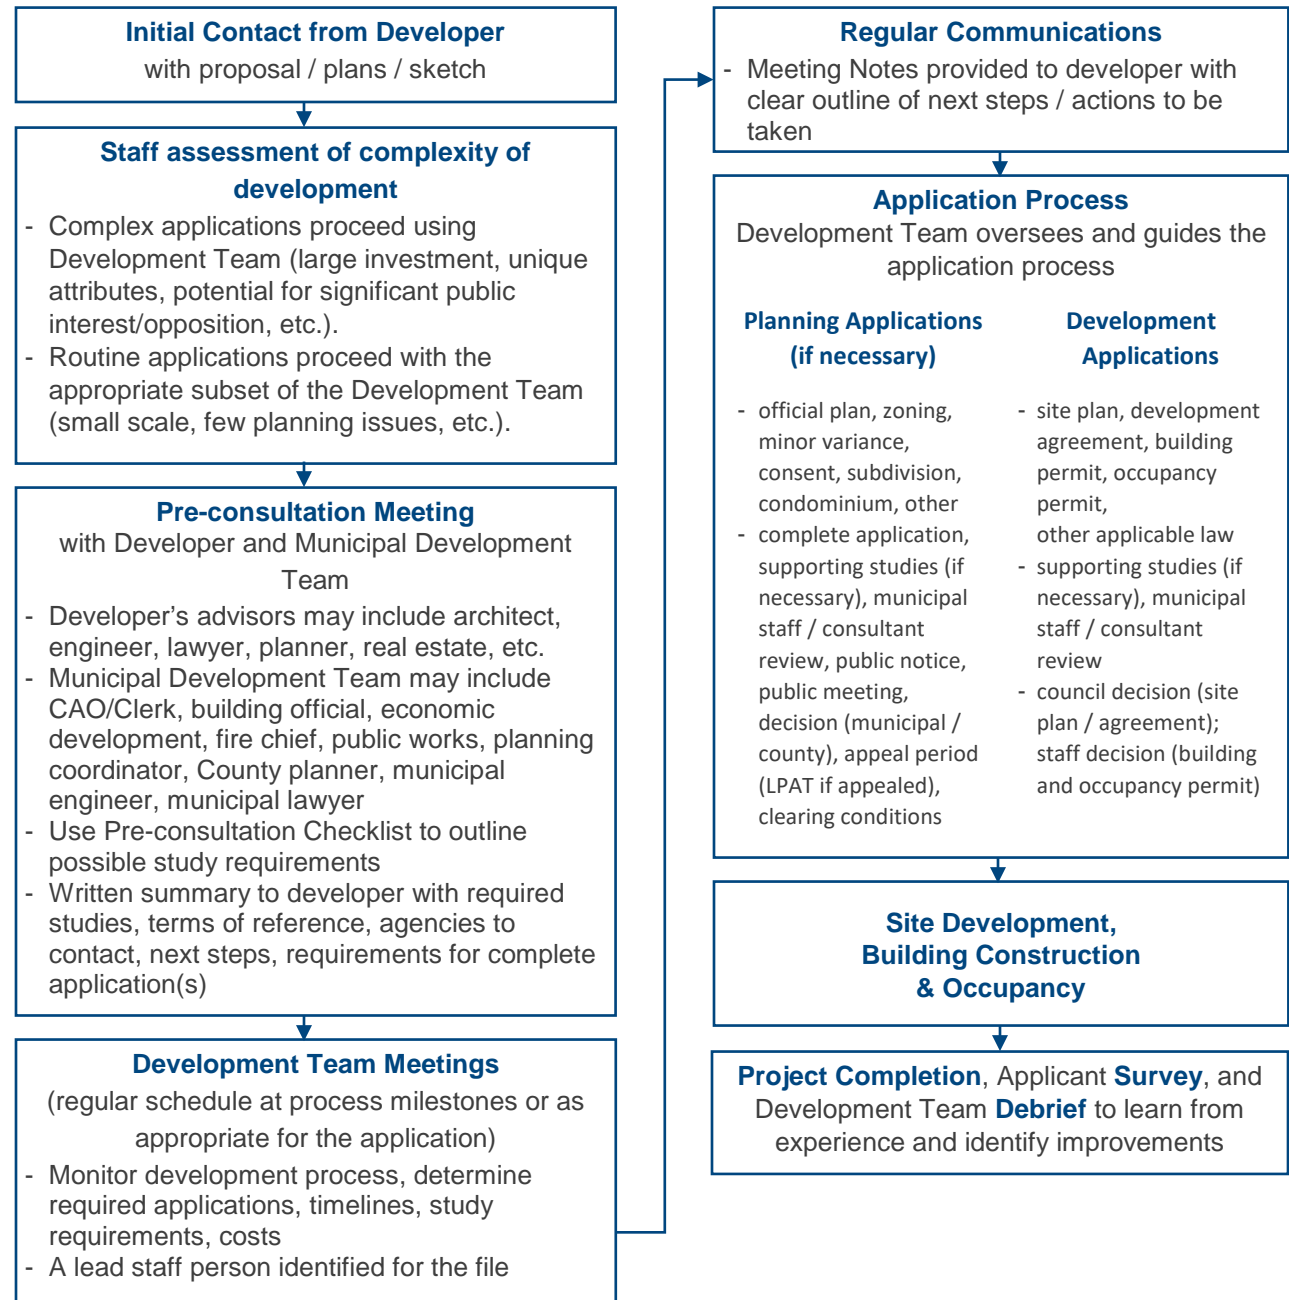 Initial Contact from Developer
with proposal / plans / sketch
Staff assessment of complexity of
development
- Complex applications proceed using
Development Team (large investment, unique
attributes, potential for significant public
interest/opposition, etc.).
- Routine applications proceed with the
appropriate subset of the Development Team
(small scale, few planning issues, etc.).
Pre-consultation Meeting
with Developer and Municipal Development
Team
- Developer’s advisors may include architect,
engineer, lawyer, planner, real estate, etc.
- Municipal Development Team may include
CAO/Clerk, building official, economic
development, fire chief, public works, planning
coordinator, County planner, municipal
engineer, municipal lawyer
- Use Pre-consultation Checklist to outline
possible study requirements
- Written summary to developer with required
studies, terms of reference, agencies to
contact, next steps, requirements for complete
application(s)
Development Team Meetings
(regular schedule at process milestones or as
appropriate for the application)
- Monitor development process, determine
required applications, timelines, study
requirements, costs
- A lead staff person identified for the file
Regular Communications
- Meeting Notes provided to developer with
clear outline of next steps / actions to be
taken
Application Process
Development Team oversees and guides the
application process
Planning Applications
(if necessary)
- official plan, zoning,
minor variance,
consent, subdivision,
condominium, other
- complete application,
supporting studies (if
necessary), municipal
staff / consultant
review, public notice,
public meeting,
decision (municipal /
county), appeal period
(LPAT if appealed),
clearing conditions
Development
Applications
- site plan, development
agreement, building
permit, occupancy
permit,
other applicable law
- supporting studies (if
necessary), municipal
staff / consultant
review
- council decision (site
plan / agreement);
staff decision (building
and occupancy permit)
Site Development,
Building Construction
& Occupancy
Project Completion, Applicant Survey, and
Development Team Debrief to learn from
experience and identify improvements